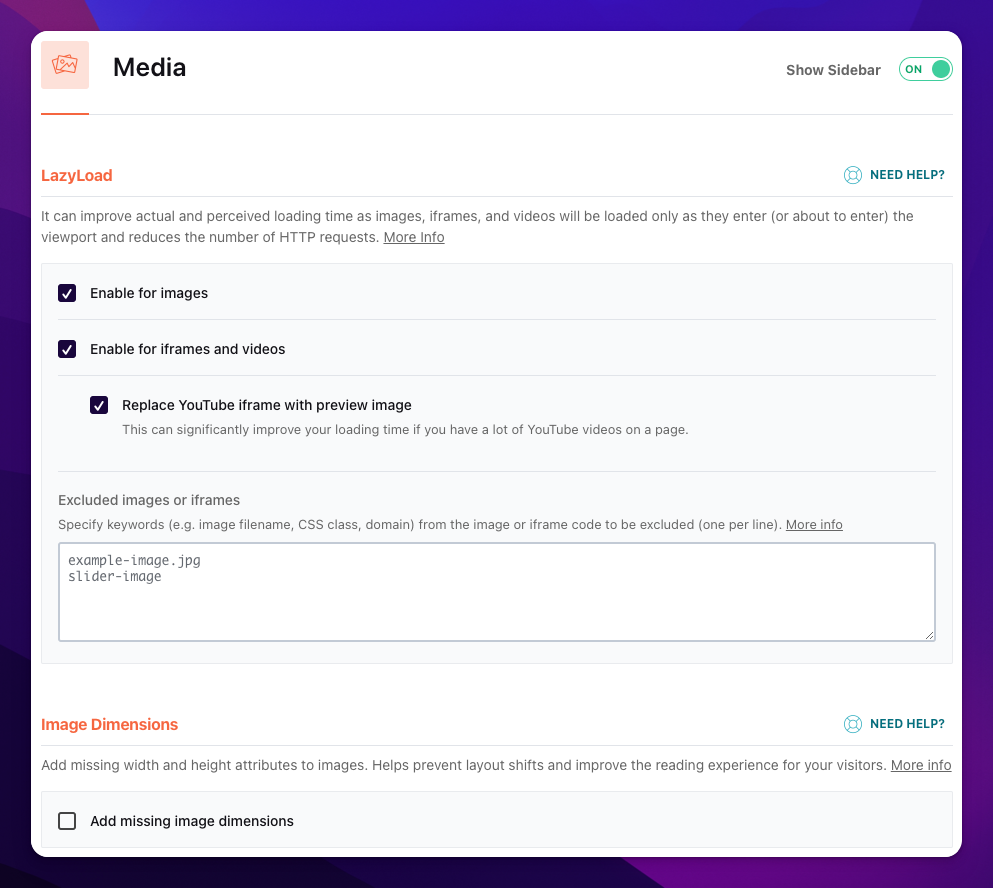 Media
Show Sidebar
ON
LazyLoad
NEED HELP?
It can improve actual and perceived loading time as images, iframes, and videos will be loaded only as they enter (or about to enter) the
viewport and reduces the number of HTTP requests. More Info
Enable for images
Enable for iframes and videos
Replace YouTube iframe with preview image
This can significantly improve your loading time if you have a lot of YouTube videos on a page.
Excluded images or iframes
Specify keywords (e.g. image filename, CSS class, domain) from the image or iframe code to be excluded (one per line). More info
example-image.jpg
slider-image
Image Dimensions
NEED HELP?
Add missing width and height attributes to images. Helps prevent layout shifts and improve the reading experience for your visitors. More info
Add missing image dimensions